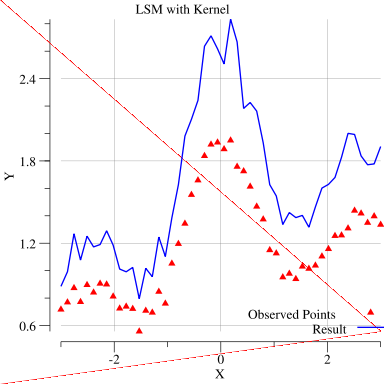 LSM with Kernel
2.4
1.8
Y
1.2
0.6
Observed Points
Result
-2
0
2
X